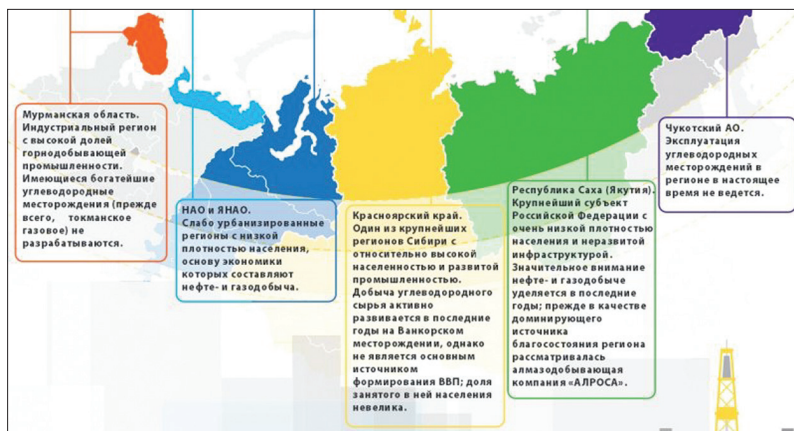 Мурманская область.
Индустриальный регион
с высокой долей
горнодобывающей
промышленности.
Имеющиеся богатейшие
углеводородные
месторождения (прежде
всего, токманское
газовое) не
разрабатываются.
НАО и ЯНАО.
Слабо урбанизированные
регионы с низкой
плотностью населения,
основу экономики
которых составляют
нефте- и газодобыча.
Красноярский край.
Один из крупнейших
регионов Сибири с
относительно высокой
населенностью и развитой
промышленностью.
Добыча углеводородного
сырья активно
развивается в последние
годы на Ванкорском
месторождении, однако
не является основным
источником
формирования ВВП; доля
занятого в ней населения
невелика.
Республика Саха (Якутия).
Крупнейший субъект
Российской Федерации с
очень низкой плотностью
населения и неразвитой
инфраструктурой.
Значительное внимание
нефте- и газодобыче
уделяется в последние
годы; прежде в качестве
доминирующего
источника
благосостояния региона
рассматривалась
алмазодобывающая
компания «АЛРОСА».
Чукотский АО.
Эксплуатация
углеводородных
месторождений в
регионе в настоящее
время не ведется.